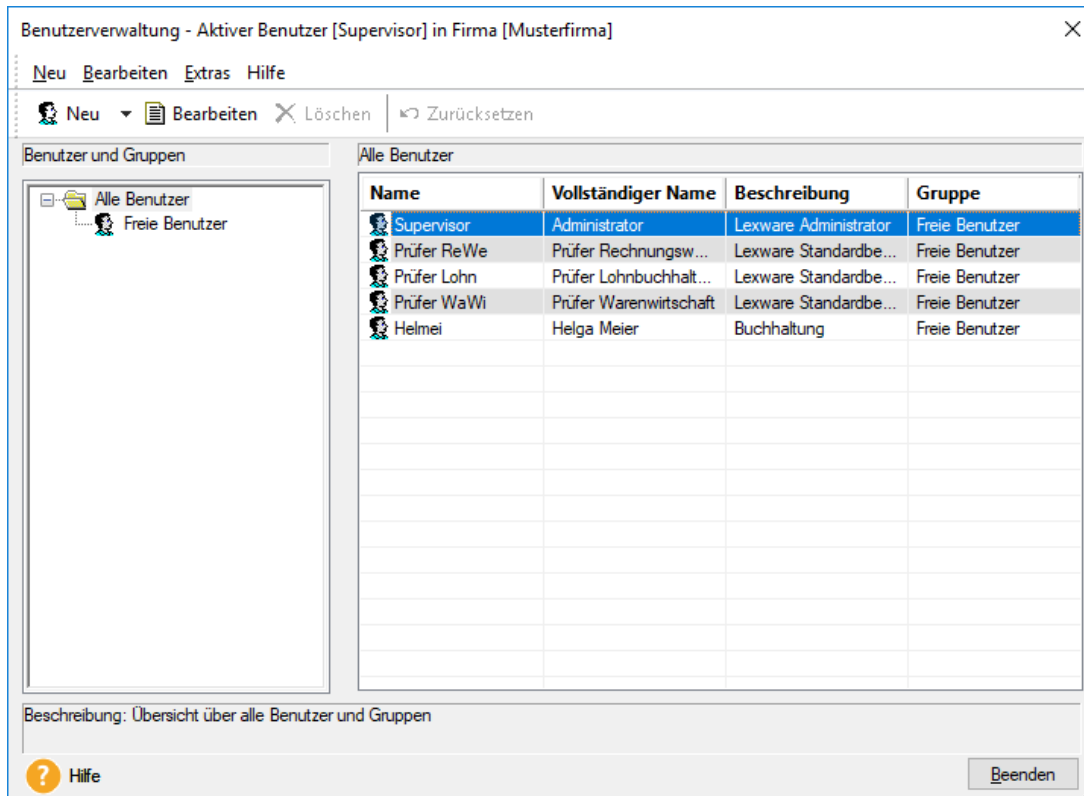 Benutzerverwaltung - Aktiver Benutzer [Supervisor] in Firma [Musterfirma]
Neu Bearbeiten Extras Hilfe
Neu Bearbeiten Löschen Zurücksetzen
Benutzer und Gruppen
Alle Benutzer
Freie Benutzer
Alle Benutzer
Name Vollständiger Name Beschreibung Gruppe
Supervisor Administrator Lexware Administrator Freie Benutzer
Prüfer ReWe Prüfer Rechnungsw... Lexware Standardbe... Freie Benutzer
Prüfer Lohn Prüfer Lohnbuchhalt... Lexware Standardbe... Freie Benutzer
Prüfer WaWi Prüfer Warenwirtschaft Lexware Standardbe... Freie Benutzer
Helmei Helga Meier Buchhaltung Freie Benutzer
Beschreibung: Übersicht über alle Benutzer und Gruppen
? Hilfe Beenden